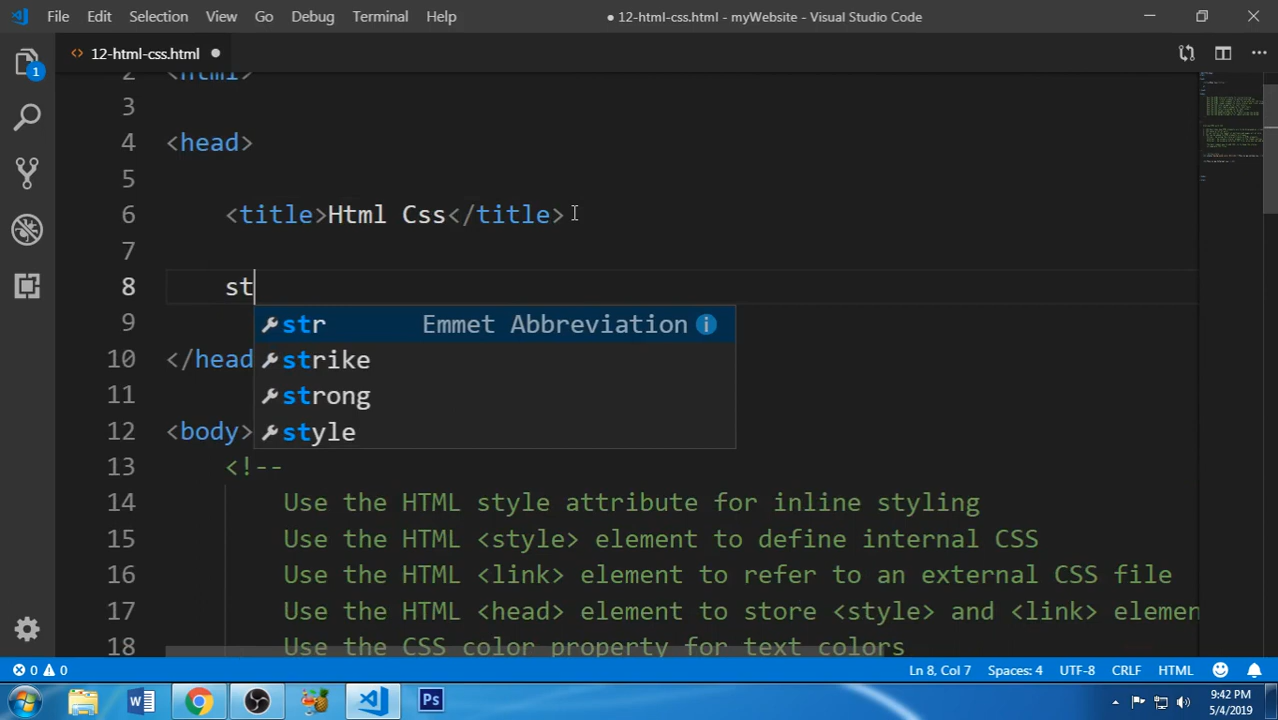 File Edit Selection View Go Debug Terminal Help
● 12-html-css.html - myWebsite - Visual Studio Code
<> 12-html-css.html ●
1
2 <html>
3
4 <head>
5
6 <title>Html Css</title>
7
8 st
str Emmet Abbreviation
strike
strong
style
9
10 </head
11
12 <body>
13 <!--
14 Use the HTML style attribute for inline styling
15 Use the HTML <style> element to define internal CSS
16 Use the HTML <link> element to refer to an external CSS file
17 Use the HTML <head> element to store <style> and <link> elemen
18 Use the CSS color property for text colors
0 0 Ln 8, Col 7 Spaces: 4 UTF-8 CRLF HTML
W Ps
9:42 PM
5/4/2019